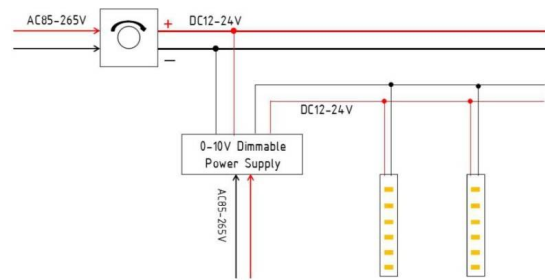 AC85-265V
+
DC12-24V
−
DC12-24V
0-10V Dimmable
Power Supply
AC85-265V